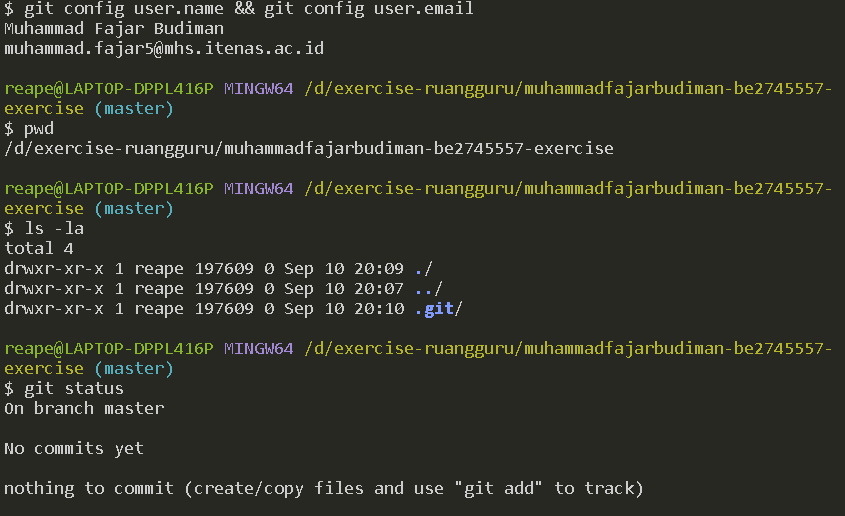 $ git config user.name && git config user.email
Muhammad Fajar Budiman
muhammad.fajar5@mhs.itenas.ac.id
reape@LAPTOP-DPPL416P MINGW64 /d/exercise-ruangguru/muhammadfajarbudiman-be2745557-
exercise (master)
$ pwd
/d/exercise-ruangguru/muhammadfajarbudiman-be2745557-exercise
reape@LAPTOP-DPPL416P MINGW64 /d/exercise-ruangguru/muhammadfajarbudiman-be2745557-
exercise (master)
$ ls -la
total 4
drwxr-xr-x 1 reape 197609 0 Sep 10 20:09 ./
drwxr-xr-x 1 reape 197609 0 Sep 10 20:07 ../
drwxr-xr-x 1 reape 197609 0 Sep 10 20:10 .git/
reape@LAPTOP-DPPL416P MINGW64 /d/exercise-ruangguru/muhammadfajarbudiman-be2745557-
exercise (master)
$ git status
On branch master
No commits yet
nothing to commit (create/copy files and use "git add" to track)